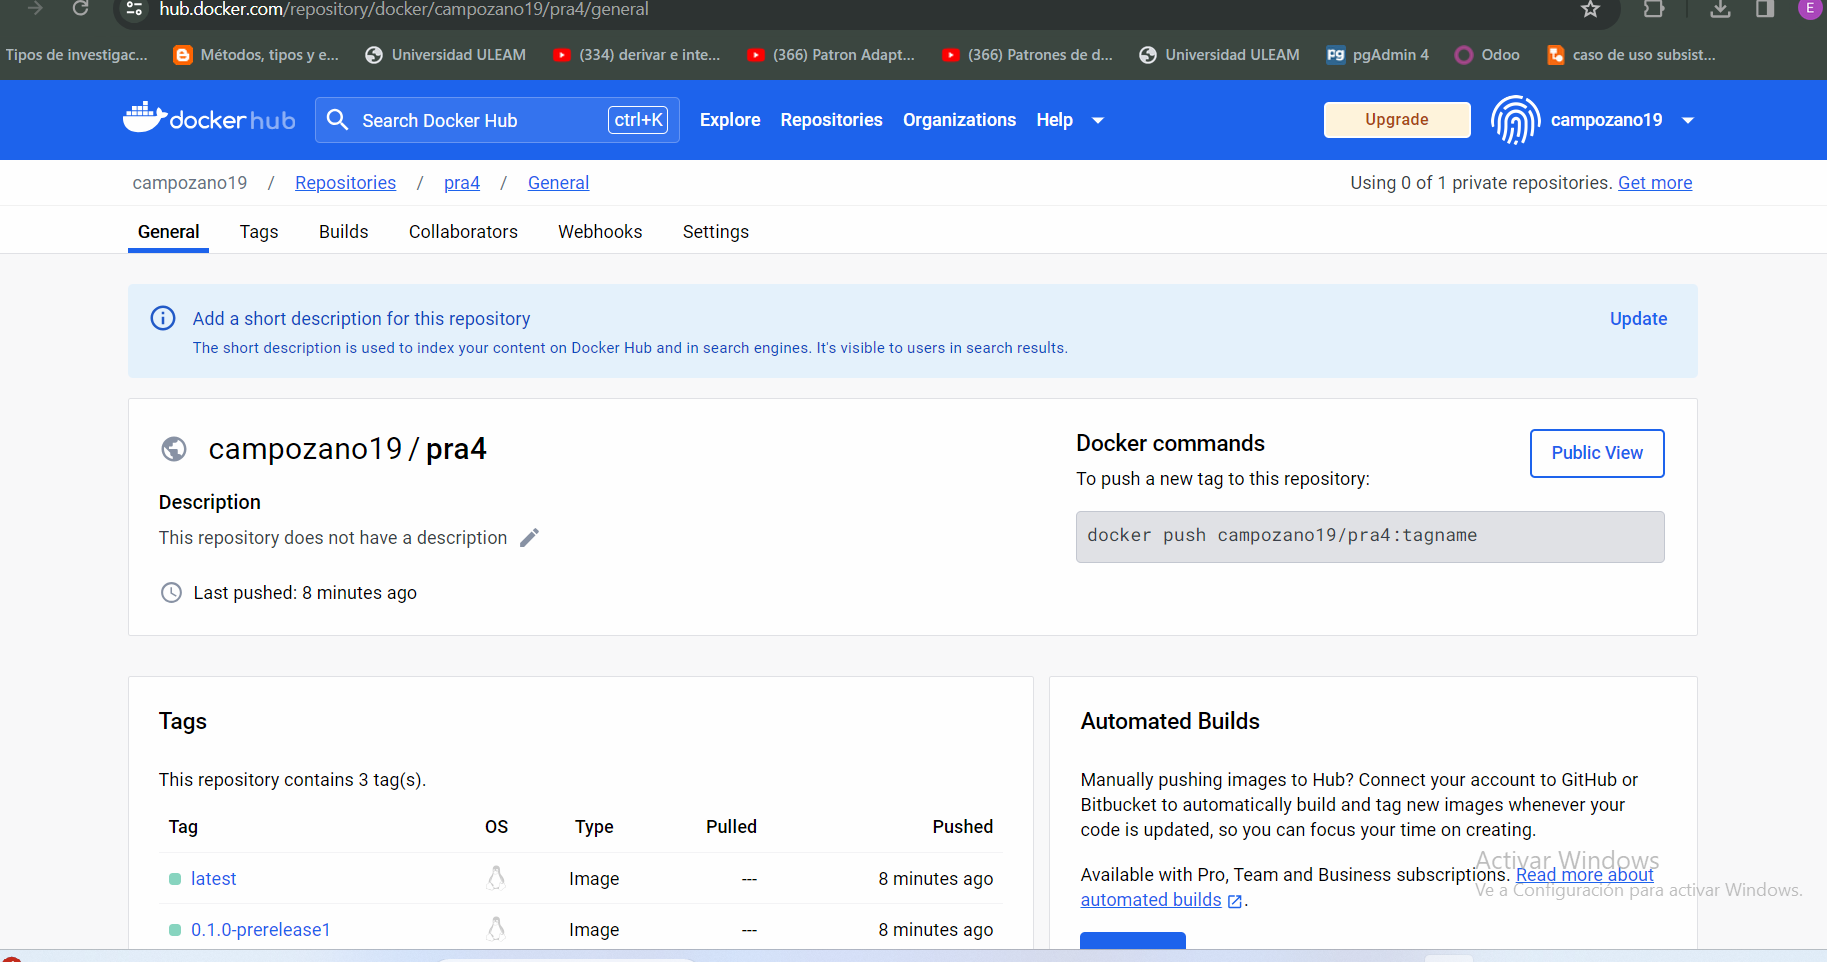 hub.docker.com/repository/docker/campozano19/pra4/general
E
Tipos de investigac...
Métodos, tipos y e...
Universidad ULEAM
(334) derivar e inte...
(366) Patron Adapt...
(366) Patrones de d...
Universidad ULEAM
pgAdmin 4
Odoo
caso de uso subsist...
docker hub
Search Docker Hub
ctrl+K
Explore
Repositories
Organizations
Help
Upgrade
campozano19
campozano19 / Repositories / pra4 / General
Using 0 of 1 private repositories. Get more
General
Tags
Builds
Collaborators
Webhooks
Settings
Add a short description for this repository
Update
The short description is used to index your content on Docker Hub and in search engines. It's visible to users in search results.
campozano19 / pra4
Description
This repository does not have a description
Last pushed: 8 minutes ago
Docker commands
Public View
To push a new tag to this repository:
docker push campozano19/pra4:tagname
Tags
This repository contains 3 tag(s).
Tag OS Type Pulled Pushed
latest Image --- 8 minutes ago
0.1.0-prerelease1 Image --- 8 minutes ago
Automated Builds
Manually pushing images to Hub? Connect your account to GitHub or
Bitbucket to automatically build and tag new images whenever your
code is updated, so you can focus your time on creating.
Available with Pro, Team and Business subscriptions. Read more about
automated builds.
Activar Windows
Ve a Configuración para activar Windows.